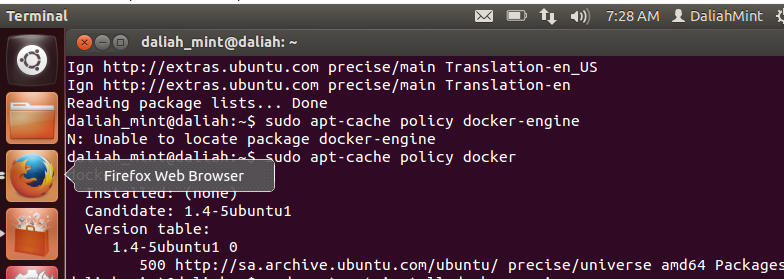 Terminal
7:28 AM DaliahMint
daliah_mint@daliah: ~
Ign http://extras.ubuntu.com precise/main Translation-en_US
Ign http://extras.ubuntu.com precise/main Translation-en
Reading package lists... Done
daliah_mint@daliah:~$ sudo apt-cache policy docker-engine
N: Unable to locate package docker-engine
daliah_mint@daliah:~$ sudo apt-cache policy docker
Firefox Web Browser
Installed: (none)
Candidate: 1.4-5ubuntu1
Version table:
1.4-5ubuntu1 0
500 http://sa.archive.ubuntu.com/ubuntu/ precise/universe amd64 Packages